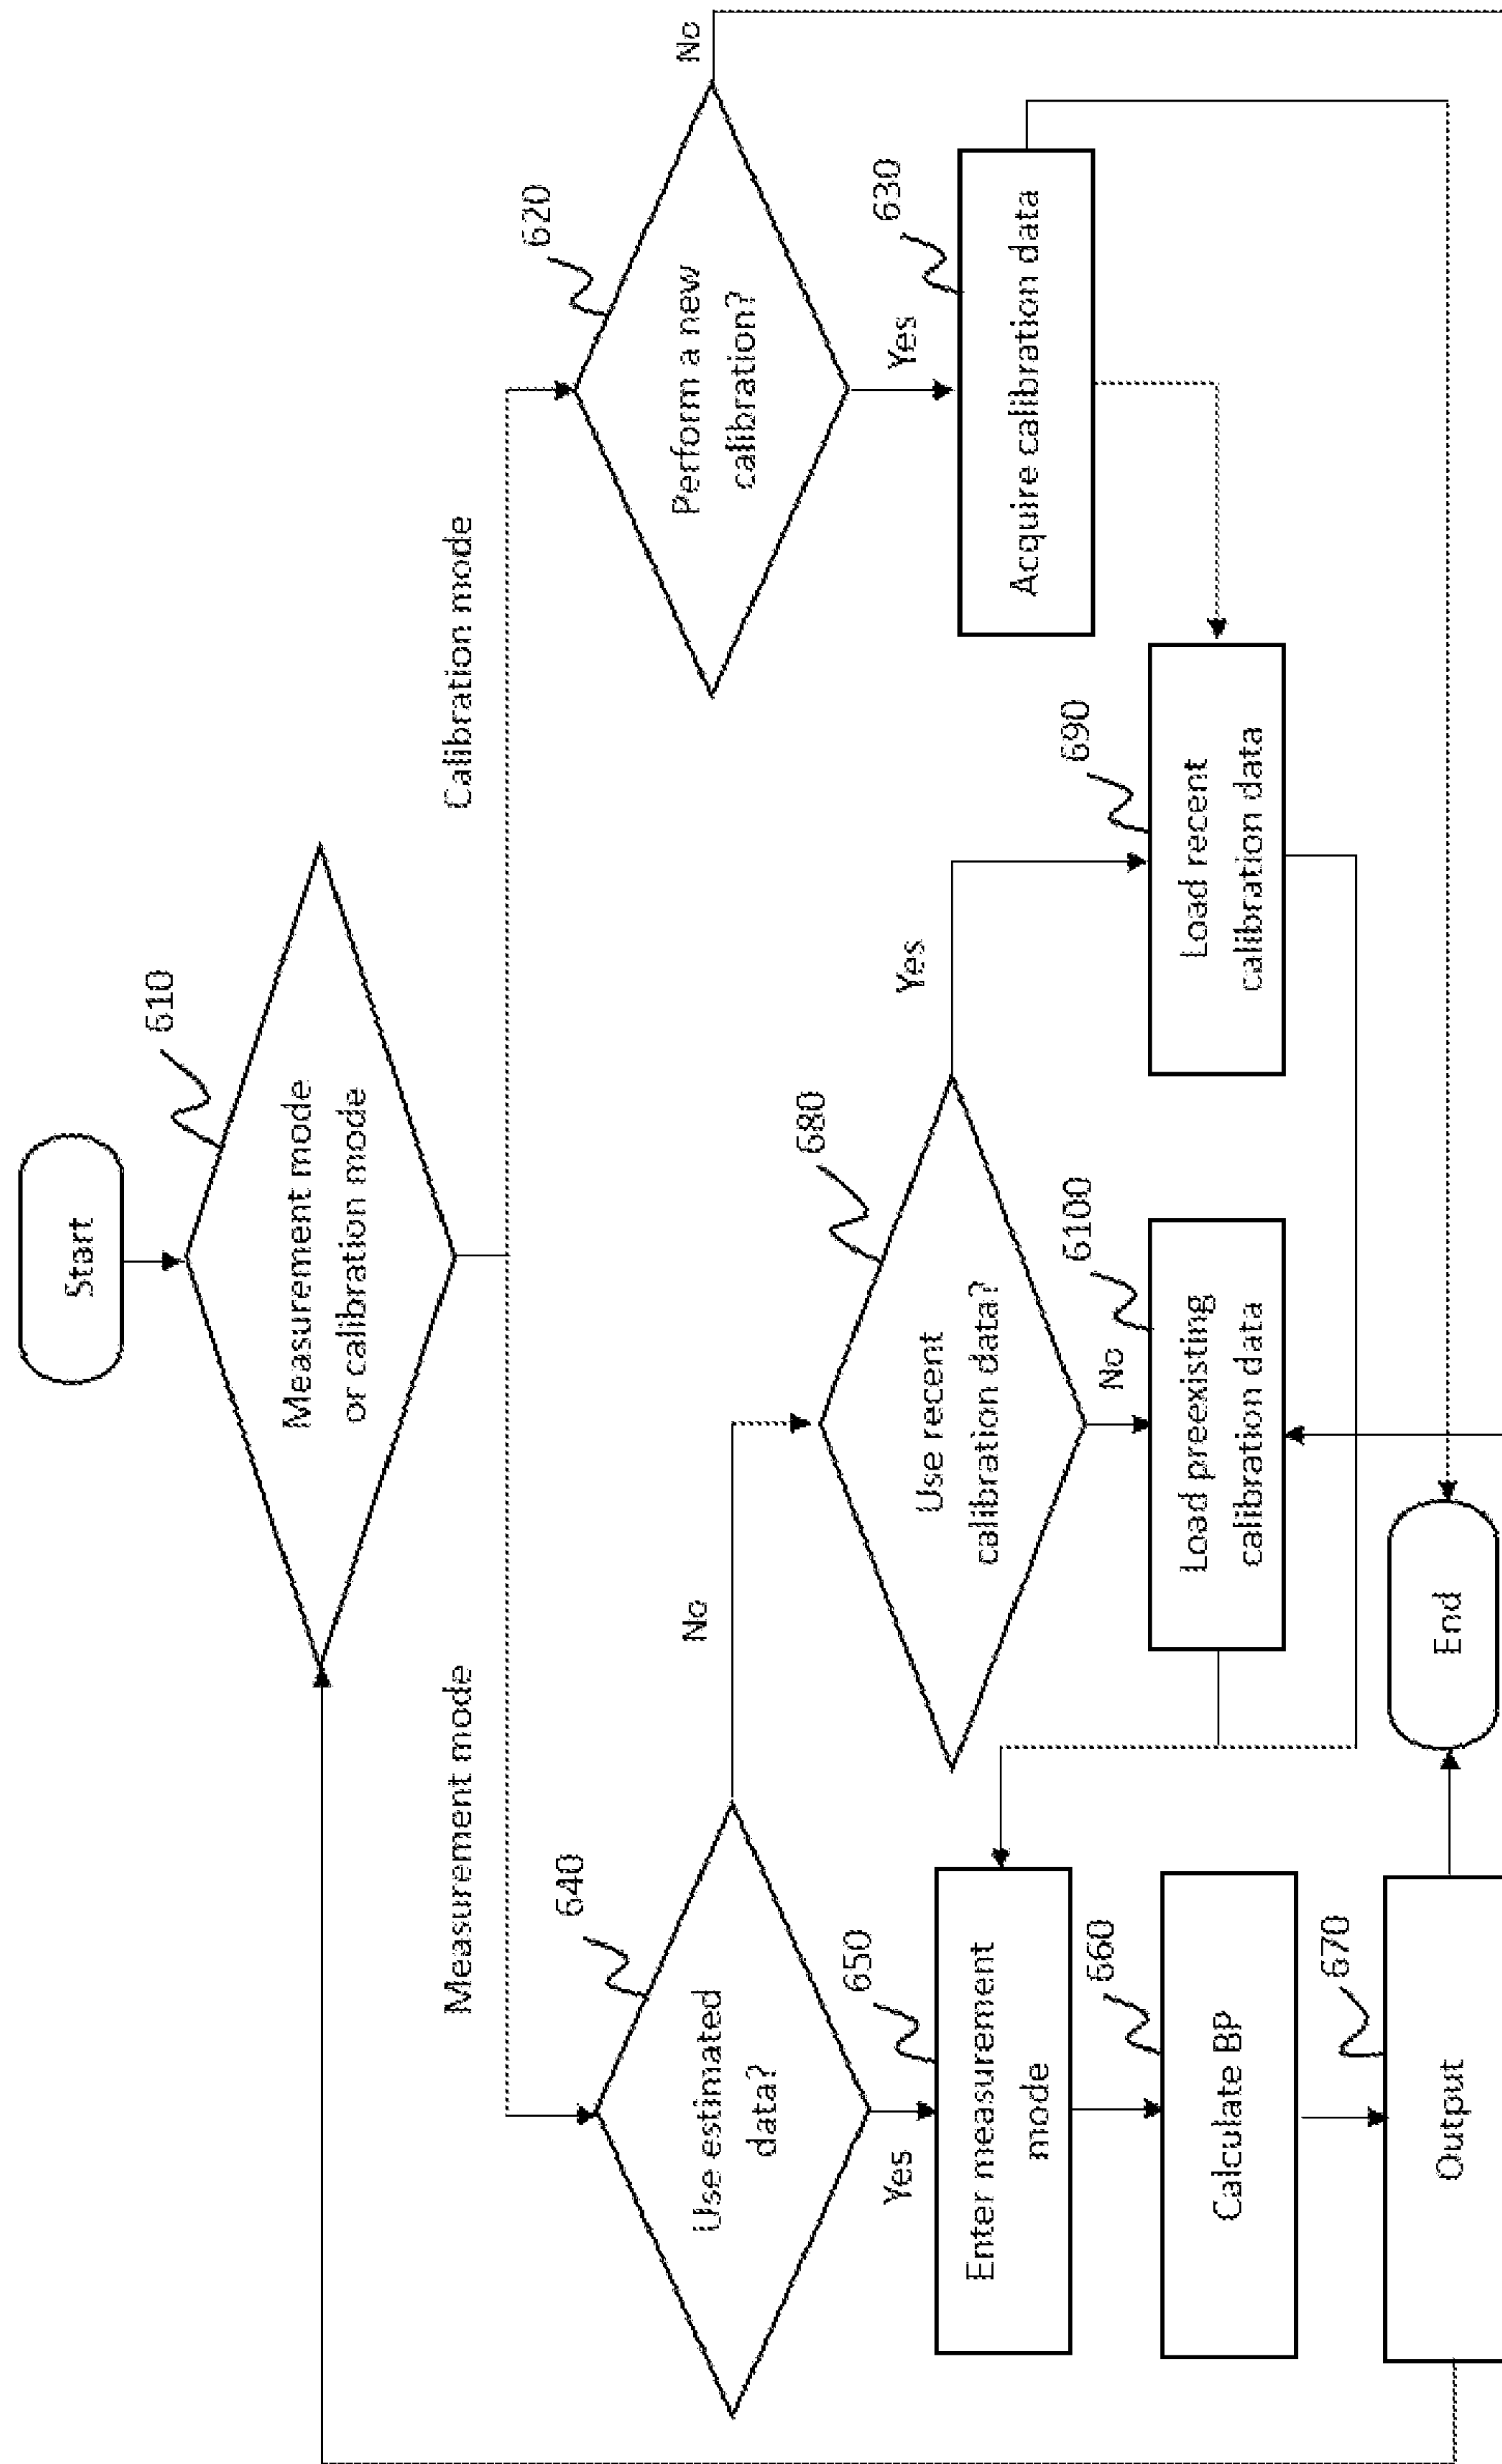 Start
610
Measurement mode
or calibration mode
Measurement mode
Calibration mode
640
Use estimated
data?
No
Yes
620
Perform a new
calibration?
No
Yes
630
Acquire calibration data
680
Use recent
calibration data?
Yes
No
650
Enter measurement
mode
6100
Load preexisting
calibration data
690
Load recent
calibration data
660
Calculate BP
670
Output
End